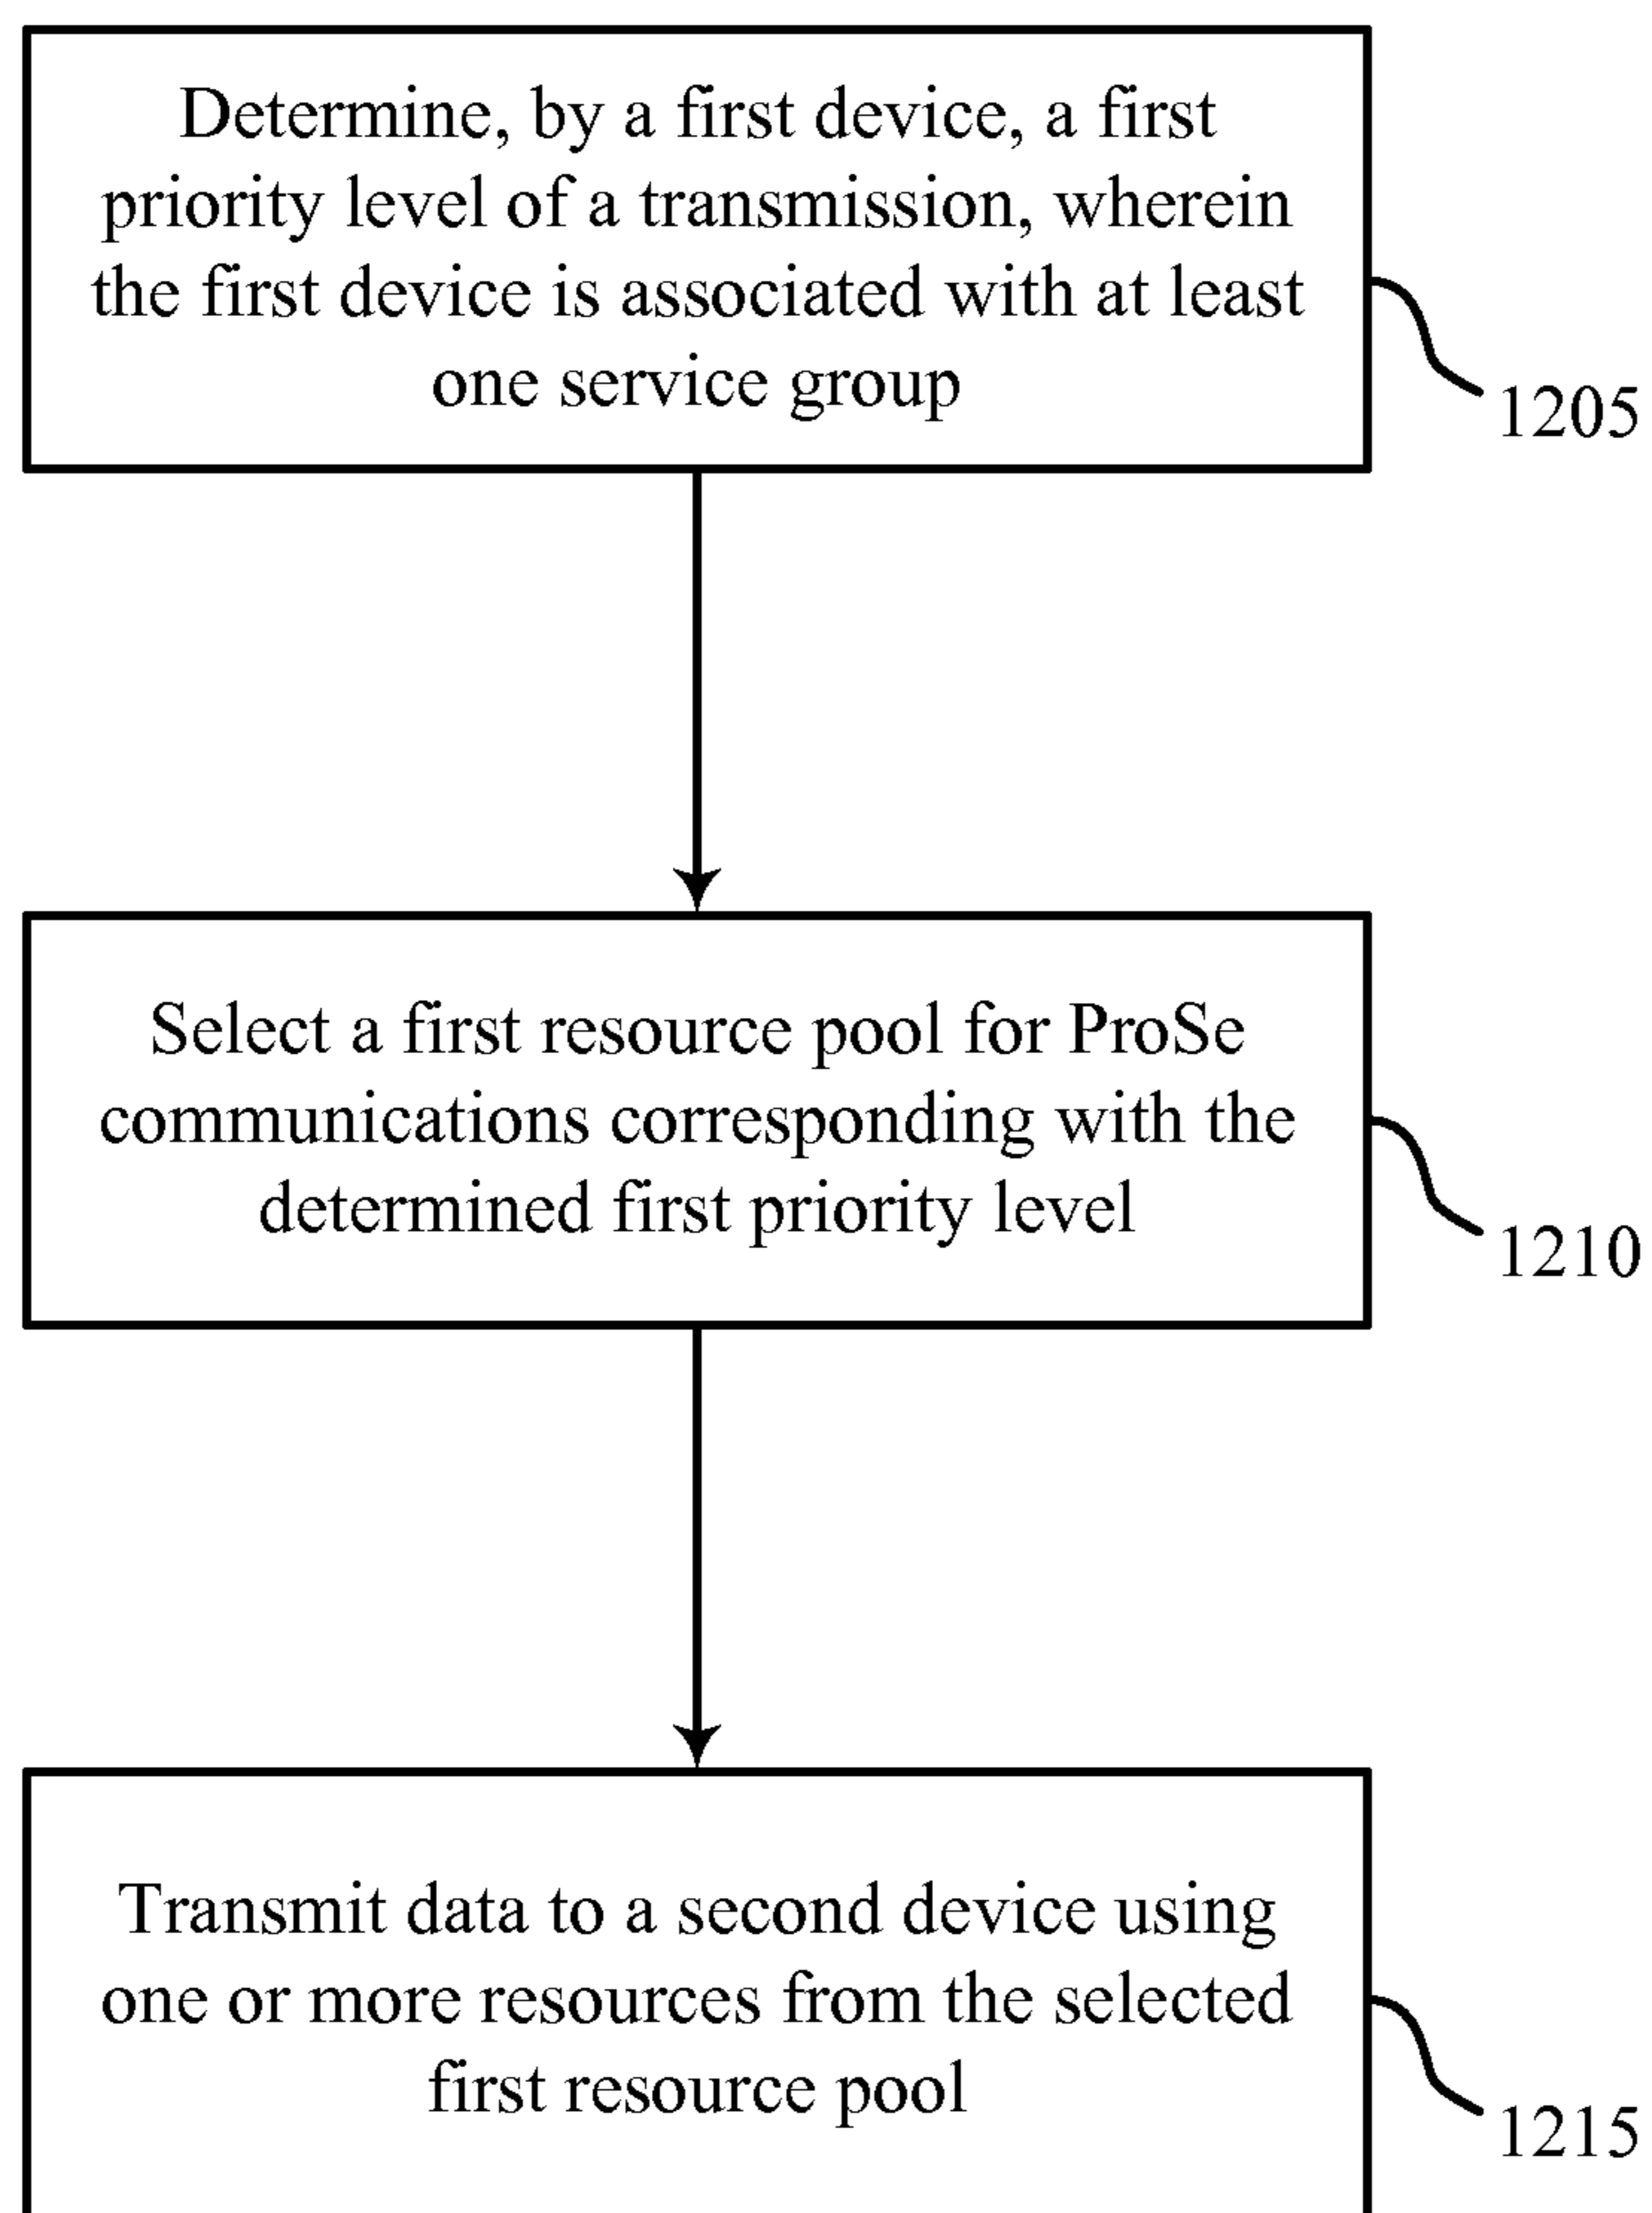 Determine, by a first device, a first
priority level of a transmission, wherein
the first device is associated with at least
one service group
1205
Select a first resource pool for ProSe
communications corresponding with the
determined first priority level
1210
Transmit data to a second device using
one or more resources from the selected
first resource pool
1215